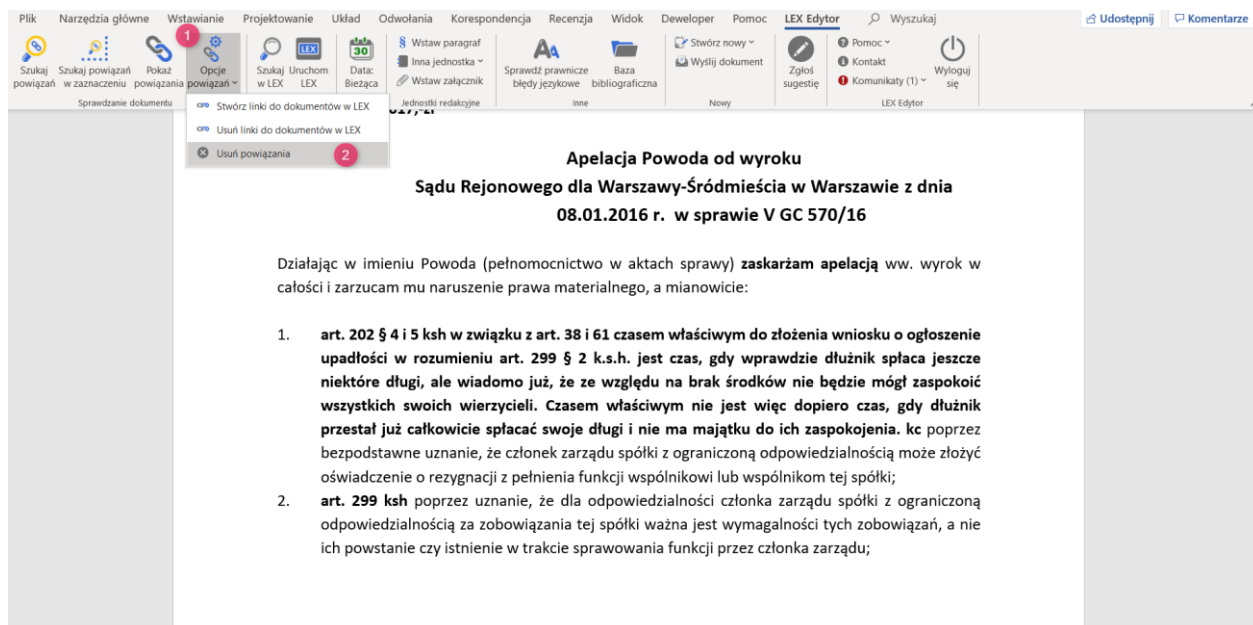 Plik Narzędzia główne Wstawianie Projektowanie Układ Odwołania Korespondencja Recenzja Widok Deweloper Pomoc LEX Edytor Wyszukaj Udostępnij Komentarze
1
Szukaj powiązań
Szukaj powiązań w zaznaczeniu
Pokaż powiązania
Opcje powiązań
Sprawdzanie dokumentu
Szukaj w LEX
LEX
Uruchom LEX
30
Data: Bieżąca
§ Wstaw paragraf
Inna jednostka
Wstaw załącznik
Jednostki redakcyjne
Sprawdź prawnicze błędy językowe
Baza bibliograficzna
Inne
Stwórz nowy
Wyślij dokument
Nowy
Zgłoś sugestię
Pomoc
Kontakt
Komunikaty (1)
Wyloguj się
LEX Edytor
Stwórz linki do dokumentów w LEX
Usuń linki do dokumentów w LEX
Usuń powiązania 2
Apelacja Powoda od wyroku
Sądu Rejonowego dla Warszawy-Śródmieścia w Warszawie z dnia
08.01.2016 r. w sprawie V GC 570/16
Działając w imieniu Powoda (pełnomocnictwo w aktach sprawy) zaskarżam apelacją ww. wyrok w
całości i zarzucam mu naruszenie prawa materialnego, a mianowicie:
1. art. 202 § 4 i 5 ksh w związku z art. 38 i 61 czasem właściwym do złożenia wniosku o ogłoszenie
upadłości w rozumieniu art. 299 § 2 k.s.h. jest czas, gdy wprawdzie dłużnik spłaca jeszcze
niektóre długi, ale wiadomo już, że ze względu na brak środków nie będzie mógł zaspokoić
wszystkich swoich wierzycieli. Czasem właściwym nie jest więc dopiero czas, gdy dłużnik
przestał już całkowicie spłacać swoje długi i nie ma majątku do ich zaspokojenia. kc poprzez
bezpodstawne uznanie, że członek zarządu spółki z ograniczoną odpowiedzialnością może złożyć
oświadczenie o rezygnacji z pełnienia funkcji wspólnikowi lub wspólnikom tej spółki;
2. art. 299 ksh poprzez uznanie, że dla odpowiedzialności członka zarządu spółki z ograniczoną
odpowiedzialnością za zobowiązania tej spółki ważna jest wymagalności tych zobowiązań, a nie
ich powstanie czy istnienie w trakcie sprawowania funkcji przez członka zarządu;